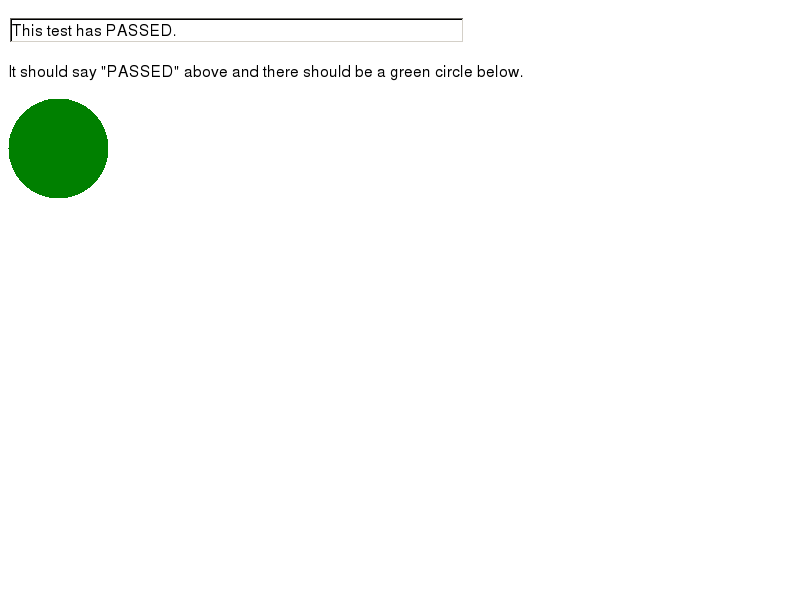 This test has PASSED.
It should say "PASSED" above and there should be a green circle below.